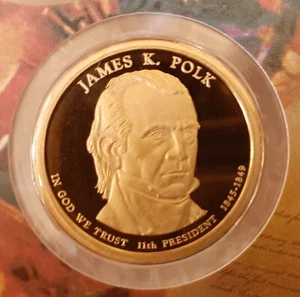 JAMES K. POLK
IN GOD WE TRUST 11th PRESIDENT 1845-1849